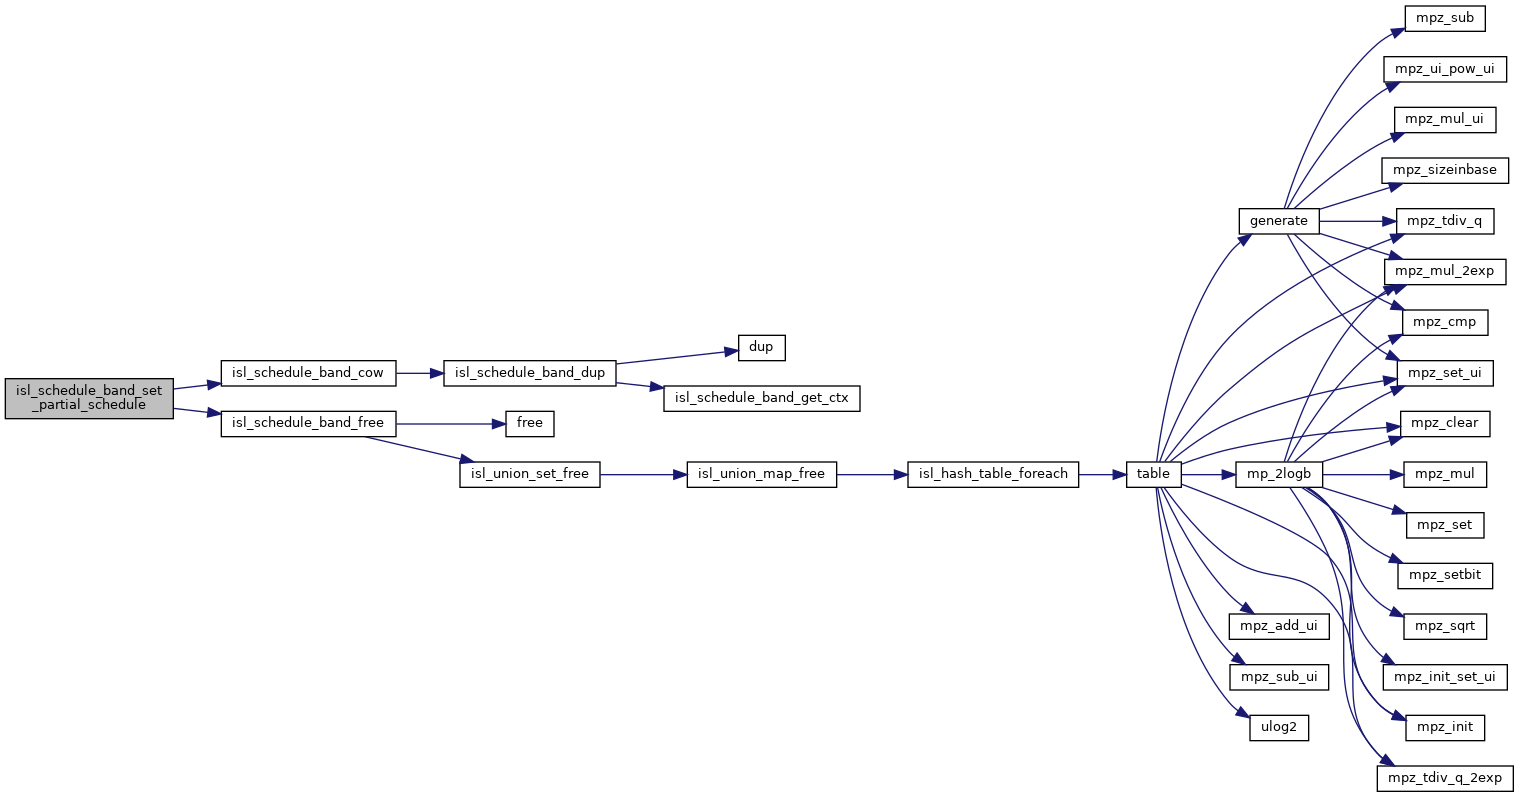 isl_schedule_band_set
_partial_schedule
isl_schedule_band_cow
isl_schedule_band_free
isl_schedule_band_dup
dup
isl_schedule_band_get_ctx
free
isl_union_set_free
isl_union_map_free
isl_hash_table_foreach
table
generate
mp_2logb
mpz_add_ui
mpz_sub_ui
ulog2
mpz_sub
mpz_ui_pow_ui
mpz_mul_ui
mpz_sizeinbase
mpz_tdiv_q
mpz_mul_2exp
mpz_cmp
mpz_set_ui
mpz_clear
mpz_mul
mpz_set
mpz_setbit
mpz_sqrt
mpz_init_set_ui
mpz_init
mpz_tdiv_q_2exp